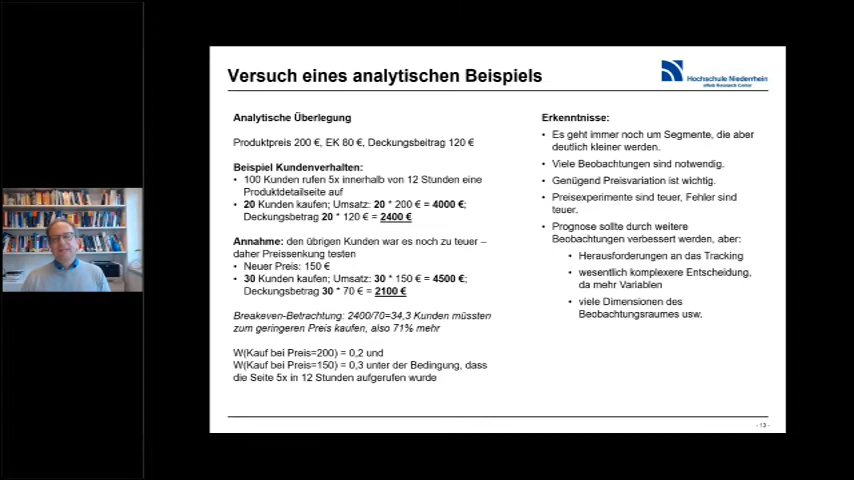 Versuch eines analytischen Beispiels
Hochschule Niederrhein
eWeb Research Center
Analytische Überlegung
Produktpreis 200 €, EK 80 €, Deckungsbeitrag 120 €
Beispiel Kundenverhalten:
• 100 Kunden rufen 5x innerhalb von 12 Stunden eine
Produktdetailseite auf
• 20 Kunden kaufen; Umsatz: 20 * 200 € = 4000 €;
Deckungsbetrag 20 * 120 € = 2400 €
Annahme: den übrigen Kunden war es noch zu teuer –
daher Preissenkung testen
• Neuer Preis: 150 €
• 30 Kunden kaufen; Umsatz: 30 * 150 € = 4500 €;
Deckungsbetrag 30 * 70 € = 2100 €
Breakeven-Betrachtung: 2400/70=34,3 Kunden müssten
zum geringeren Preis kaufen, also 71% mehr
W(Kauf bei Preis=200) = 0,2 und
W(Kauf bei Preis=150) = 0,3 unter der Bedingung, dass
die Seite 5x in 12 Stunden aufgerufen wurde
Erkenntnisse:
• Es geht immer noch um Segmente, die aber
deutlich kleiner werden.
• Viele Beobachtungen sind notwendig.
• Genügend Preisvariation ist wichtig.
• Preisexperimente sind teuer, Fehler sind
teuer.
• Prognose sollte durch weitere
Beobachtungen verbessert werden, aber:
• Herausforderungen an das Tracking
• wesentlich komplexere Entscheidung,
da mehr Variablen
• viele Dimensionen des
Beobachtungsraumes usw.
- 13 -